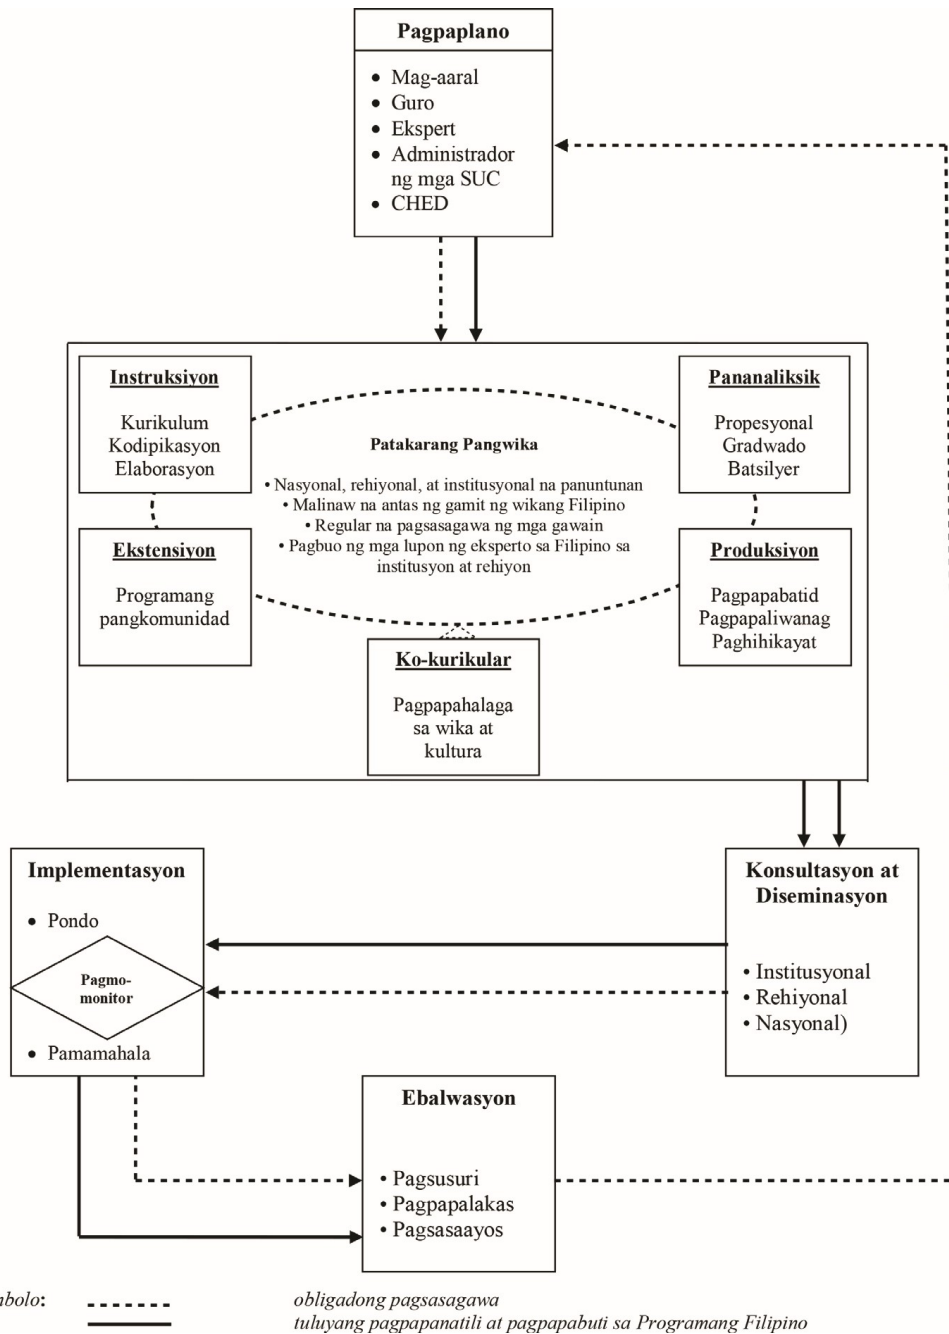 Pagpaplano
• Mag-aaral
• Guro
• Ekspert
• Administrador
ng mga SUC
• CHED
Instruksiyon
Kurikulum
Kodipikasyon
Elaborasyon
Pananaliksik
Propesyonal
Gradwado
Batsilyer
Patakarang Pangwika
• Nasyonal, rehiyonal, at institusyonal na panuntunan
• Malinaw na antas ng gamit ng wikang Filipino
• Regular na pagsasagawa ng mga gawain
• Pagbuo ng mga lupon ng eksperto sa Filipino sa
institusyon at rehiyon
Ekstensiyon
Programang
pangkomunidad
Produksiyon
Pagpapabatid
Pagpapaliwanag
Paghihikayat
Ko-kurikular
Pagpapahalaga
sa wika at
kultura
Implementasyon
• Pondo
Pagmo-
monitor
• Pamamahala
Konsultasyon at
Diseminasyon
• Institusyonal
• Rehiyonal
• Nasyonal)
Ebalwasyon
• Pagsusuri
• Pagpapalakas
• Pagsasaayos
mbolo:
obligadong pagsasagawa
tuluyang pagpapanatili at pagpapabuti sa Programang Filipino